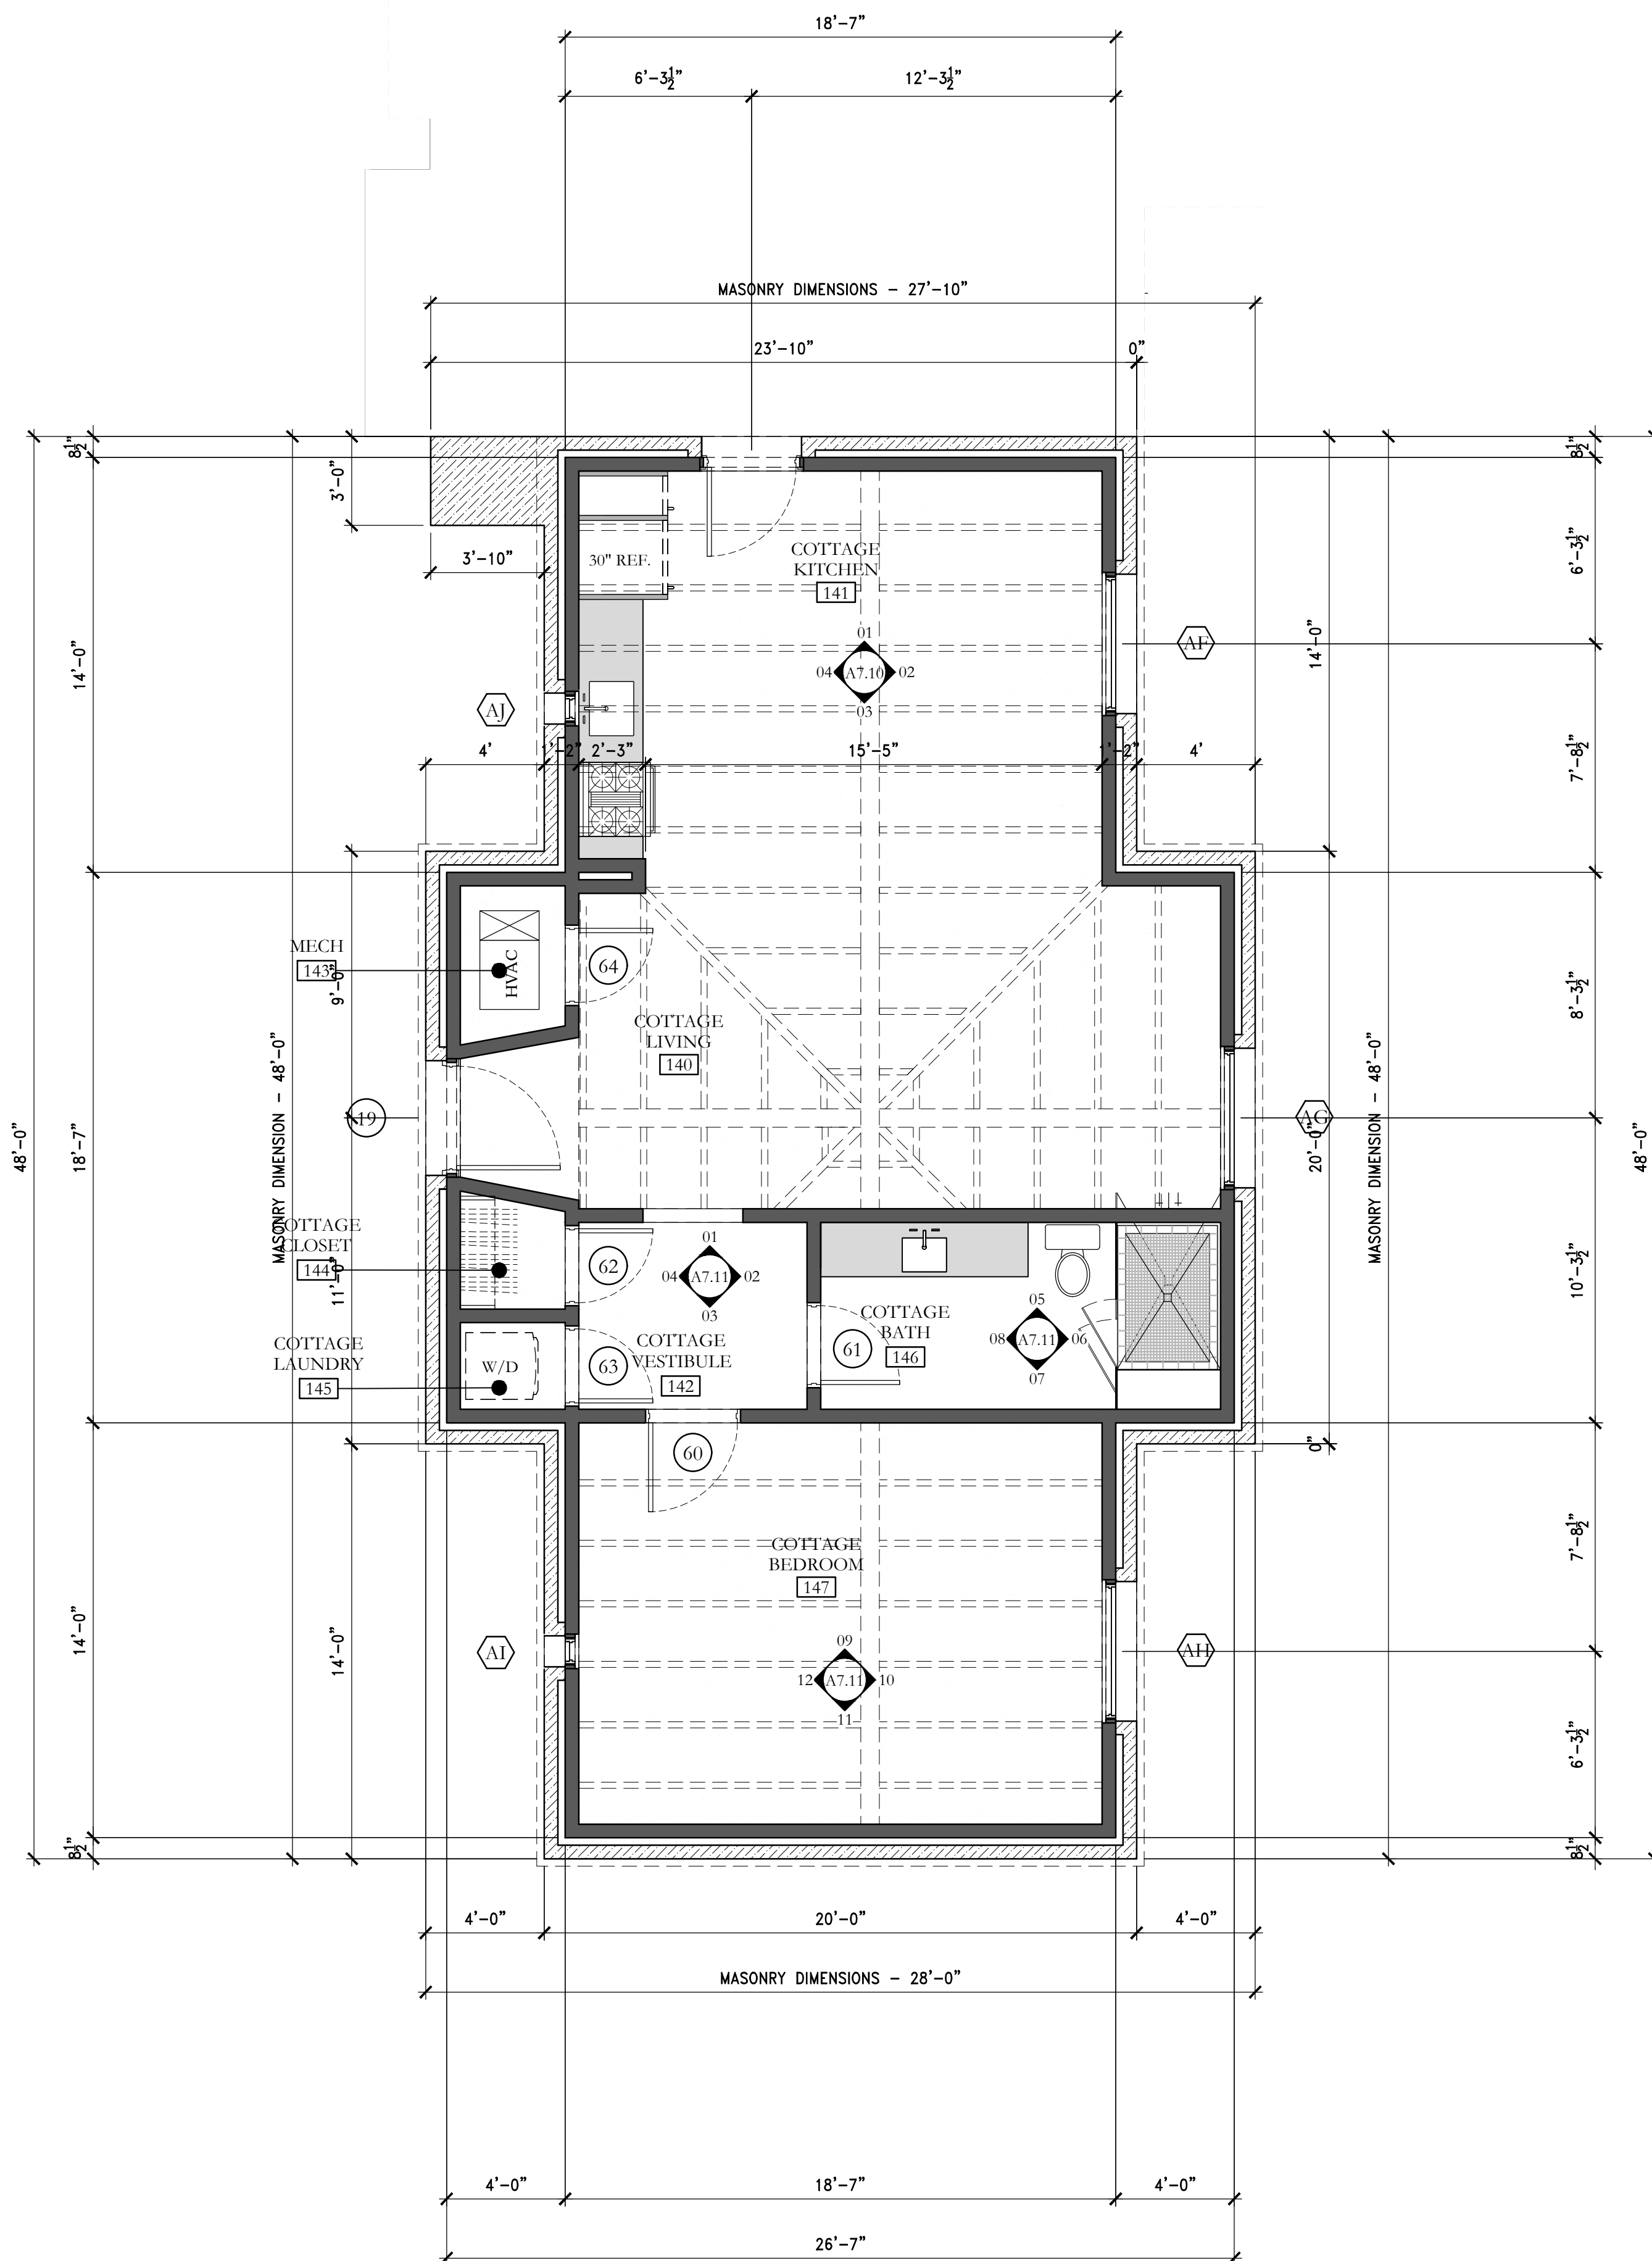 18'-7"
6'-3½"
12'-3½"
MASONRY DIMENSIONS - 27'-10"
23'-10"
0"
8½"
8½"
3'-0"
3'-10"
30" REF.
COTTAGE
KITCHEN
141
6'-3½"
AF
14'-0"
14'-0"
01
04 A7.10 02
03
AJ
4'
1'-2"
2'-3"
15'-5"
1'-2"
4'
7'-8½"
MECH
143
HVAC
64
9'-0"
8'-3½"
COTTAGE
LIVING
140
48'-0"
18'-7"
MASONRY DIMENSION - 48'-0"
19
AG
20'-0"
MASONRY DIMENSION - 48'-0"
48'-0"
COTTAGE
CLOSET
144
11'-0"
62
01
04 A7.11 02
03
10'-3½"
COTTAGE
LAUNDRY
145
W/D
63
COTTAGE
VESTIBULE
142
61
COTTAGE
BATH
146
05
08 A7.11 06
07
60
0"
7'-8½"
COTTAGE
BEDROOM
147
14'-0"
14'-0"
AI
AH
09
12 A7.11 10
11
6'-3½"
8½"
8½"
4'-0"
20'-0"
4'-0"
MASONRY DIMENSIONS - 28'-0"
4'-0"
18'-7"
4'-0"
26'-7"